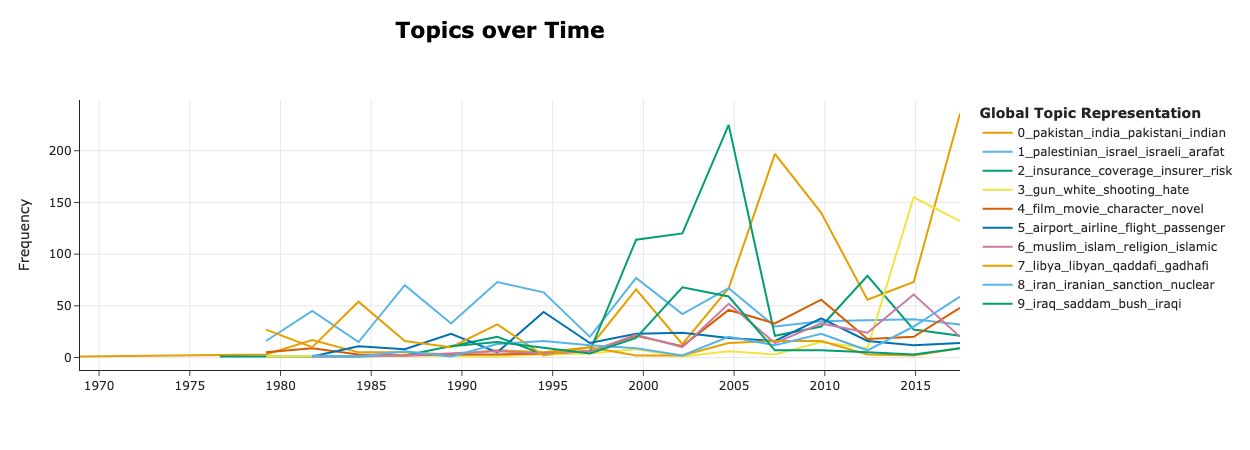 Topics over Time
Global Topic Representation
0_pakistan_india_pakistani_indian
1_palestinian_israel_israeli_arafat
2_insurance_coverage_insurer_risk
3_gun_white_shooting_hate
4_film_movie_character_novel
5_airport_airline_flight_passenger
6_muslim_islam_religion_islamic
7_libya_libyan_qaddafi_gadhafi
8_iran_iranian_sanction_nuclear
9_iraq_saddam_bush_iraqi
Frequency
200
150
100
50
0
1970 1975 1980 1985 1990 1995 2000 2005 2010 2015